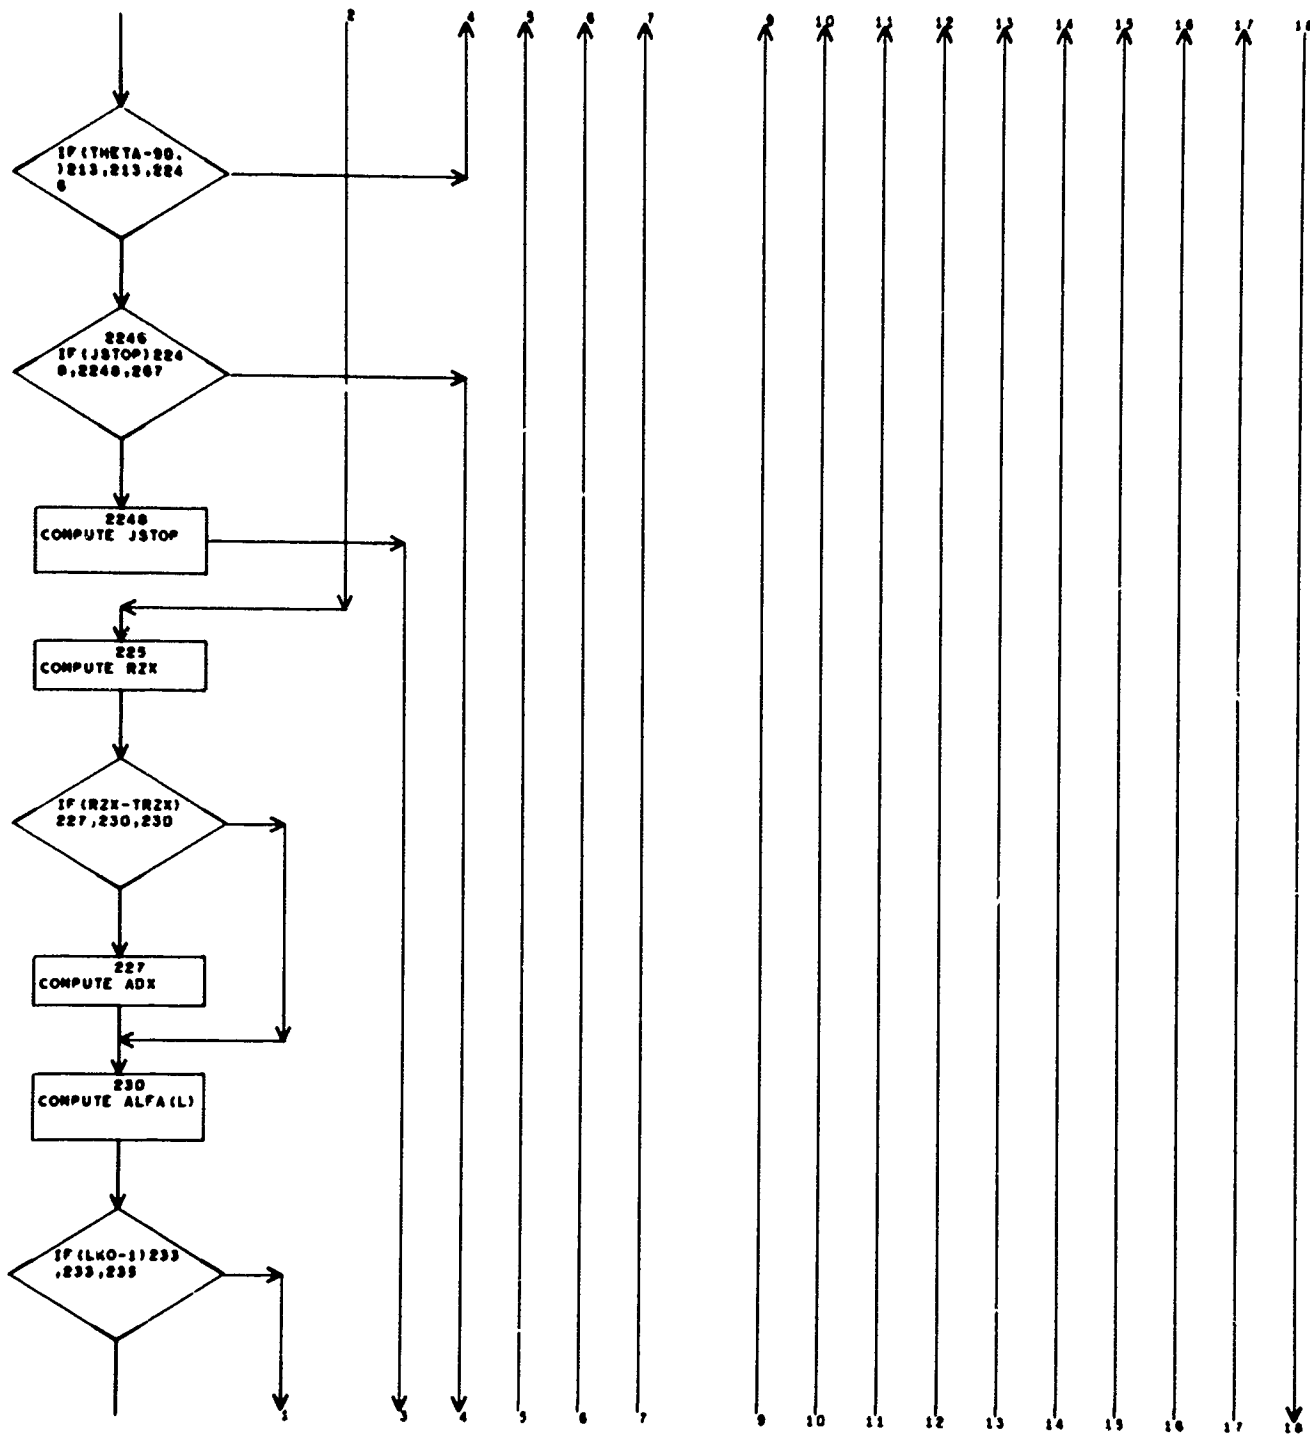 2 4 5 6 7 9 10 11 12 13 14 15 16 17 18
IF(THETA-90.
)213,213,224
6
2246
IF(JSTOP)224
8,2248,267
2248
COMPUTE JSTOP
225
COMPUTE RZX
IF(RZX-TRZX)
227,230,230
227
COMPUTE ADX
230
COMPUTE ALFA(L)
IF(LKO-1)233
,233,235
1 3 4 5 6 7 9 10 11 12 13 14 15 16 17 18